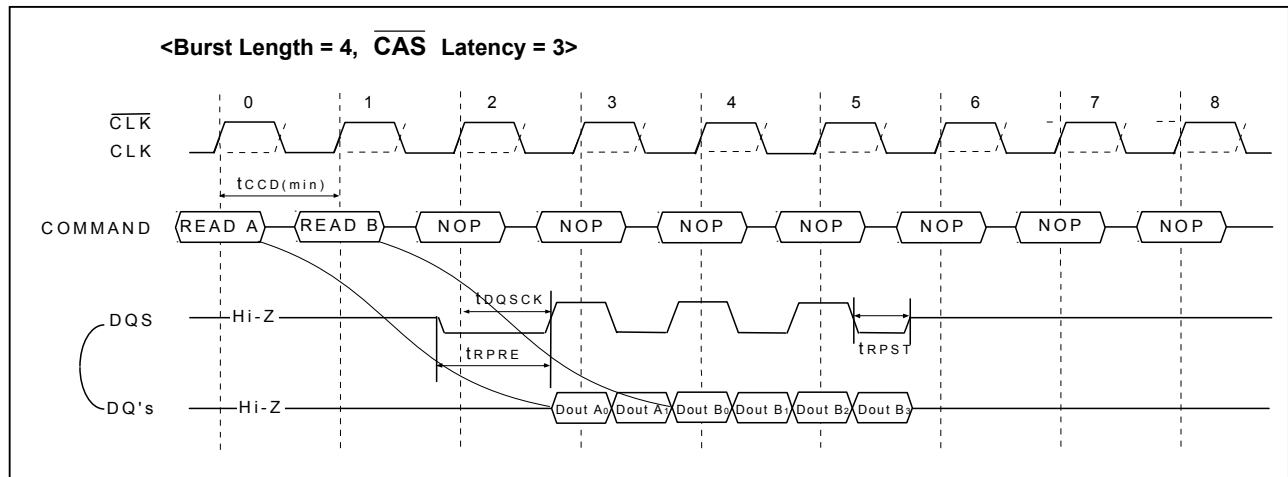 <Burst Length = 4, CAS Latency = 3>
0 1 2 3 4 5 6 7 8
CLK
CLK
tCCD(min)
COMMAND READ A READ B NOP NOP NOP NOP NOP NOP NOP
tDQSCK
DQS Hi-Z
tRPRE
tRPST
DQ's Hi-Z Dout A0 Dout A1 Dout B0 Dout B1 Dout B2 Dout B3